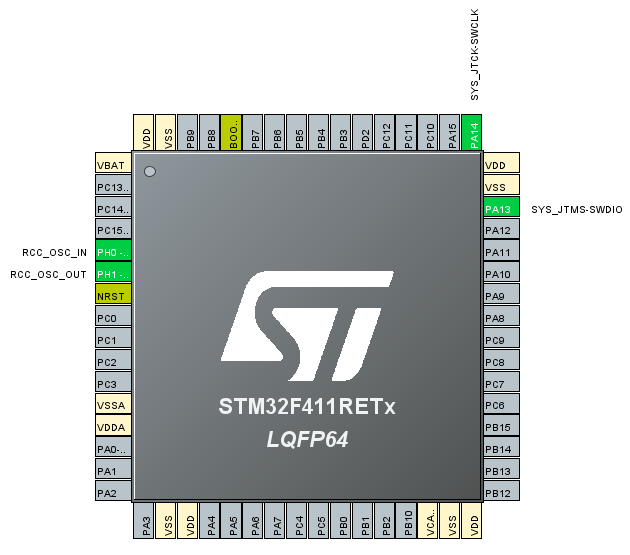 SYS_JTCK-SWCLK
VDD
VSS
PB9
PB8
BOO..
PB7
PB6
PB5
PB4
PB3
PD2
PC12
PC11
PC10
PA15
PA14
VBAT
PC13..
PC14..
PC15..
RCC_OSC_IN PH0 -..
RCC_OSC_OUT PH1 -..
NRST
PC0
PC1
PC2
PC3
VSSA
VDDA
PA0-..
PA1
PA2
ST
STM32F411RETx
LQFP64
VDD
VSS
PA13 SYS_JTMS-SWDIO
PA12
PA11
PA10
PA9
PA8
PC9
PC8
PC7
PC6
PB15
PB14
PB13
PB12
PA3
VSS
VDD
PA4
PA5
PA6
PA7
PC4
PC5
PB0
PB1
PB2
PB10
VCA..
VSS
VDD